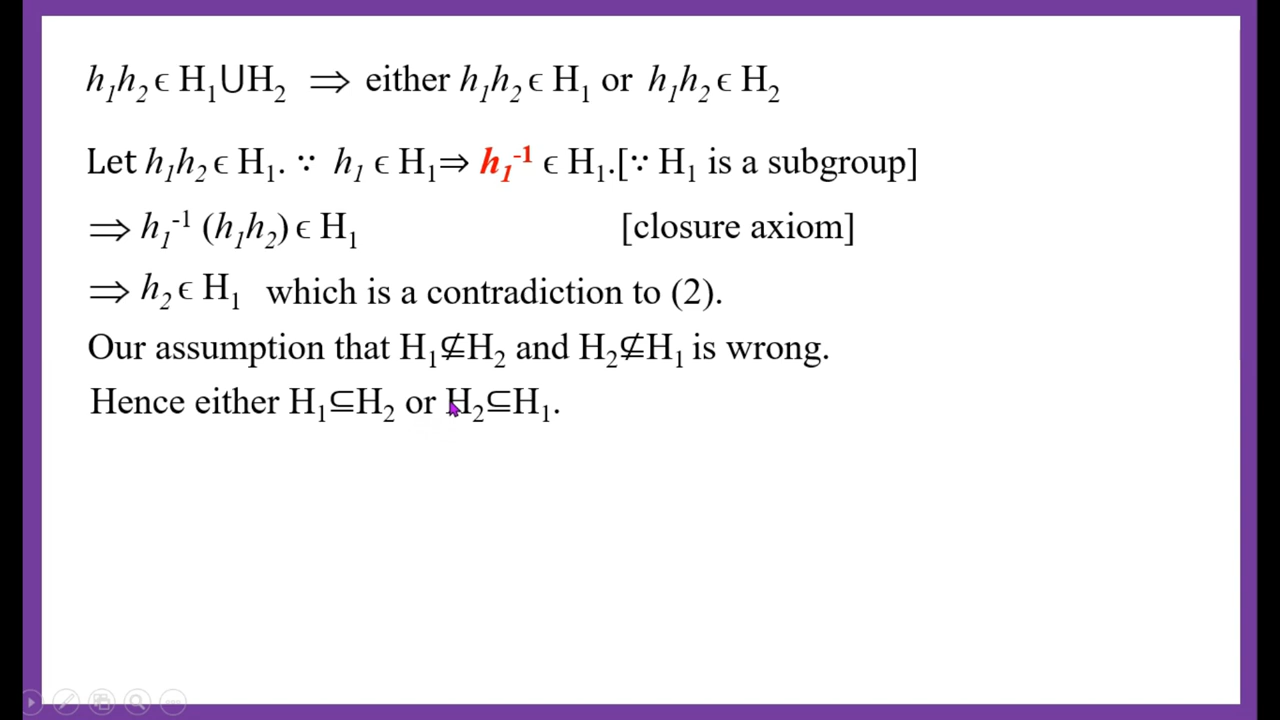 h₁h₂ ϵ H₁∪H₂ ⟹ either h₁h₂ ϵ H₁ or h₁h₂ ϵ H₂
Let h₁h₂ ϵ H₁. ∵ h₁ ϵ H₁⇒ h₁⁻¹ ϵ H₁.[∵ H₁ is a subgroup]
⟹ h₁⁻¹ (h₁h₂) ϵ H₁ [closure axiom]
⟹ h₂ ϵ H₁ which is a contradiction to (2).
Our assumption that H₁⊈H₂ and H₂⊈H₁ is wrong.
Hence either H₁⊆H₂ or H₂⊆H₁.